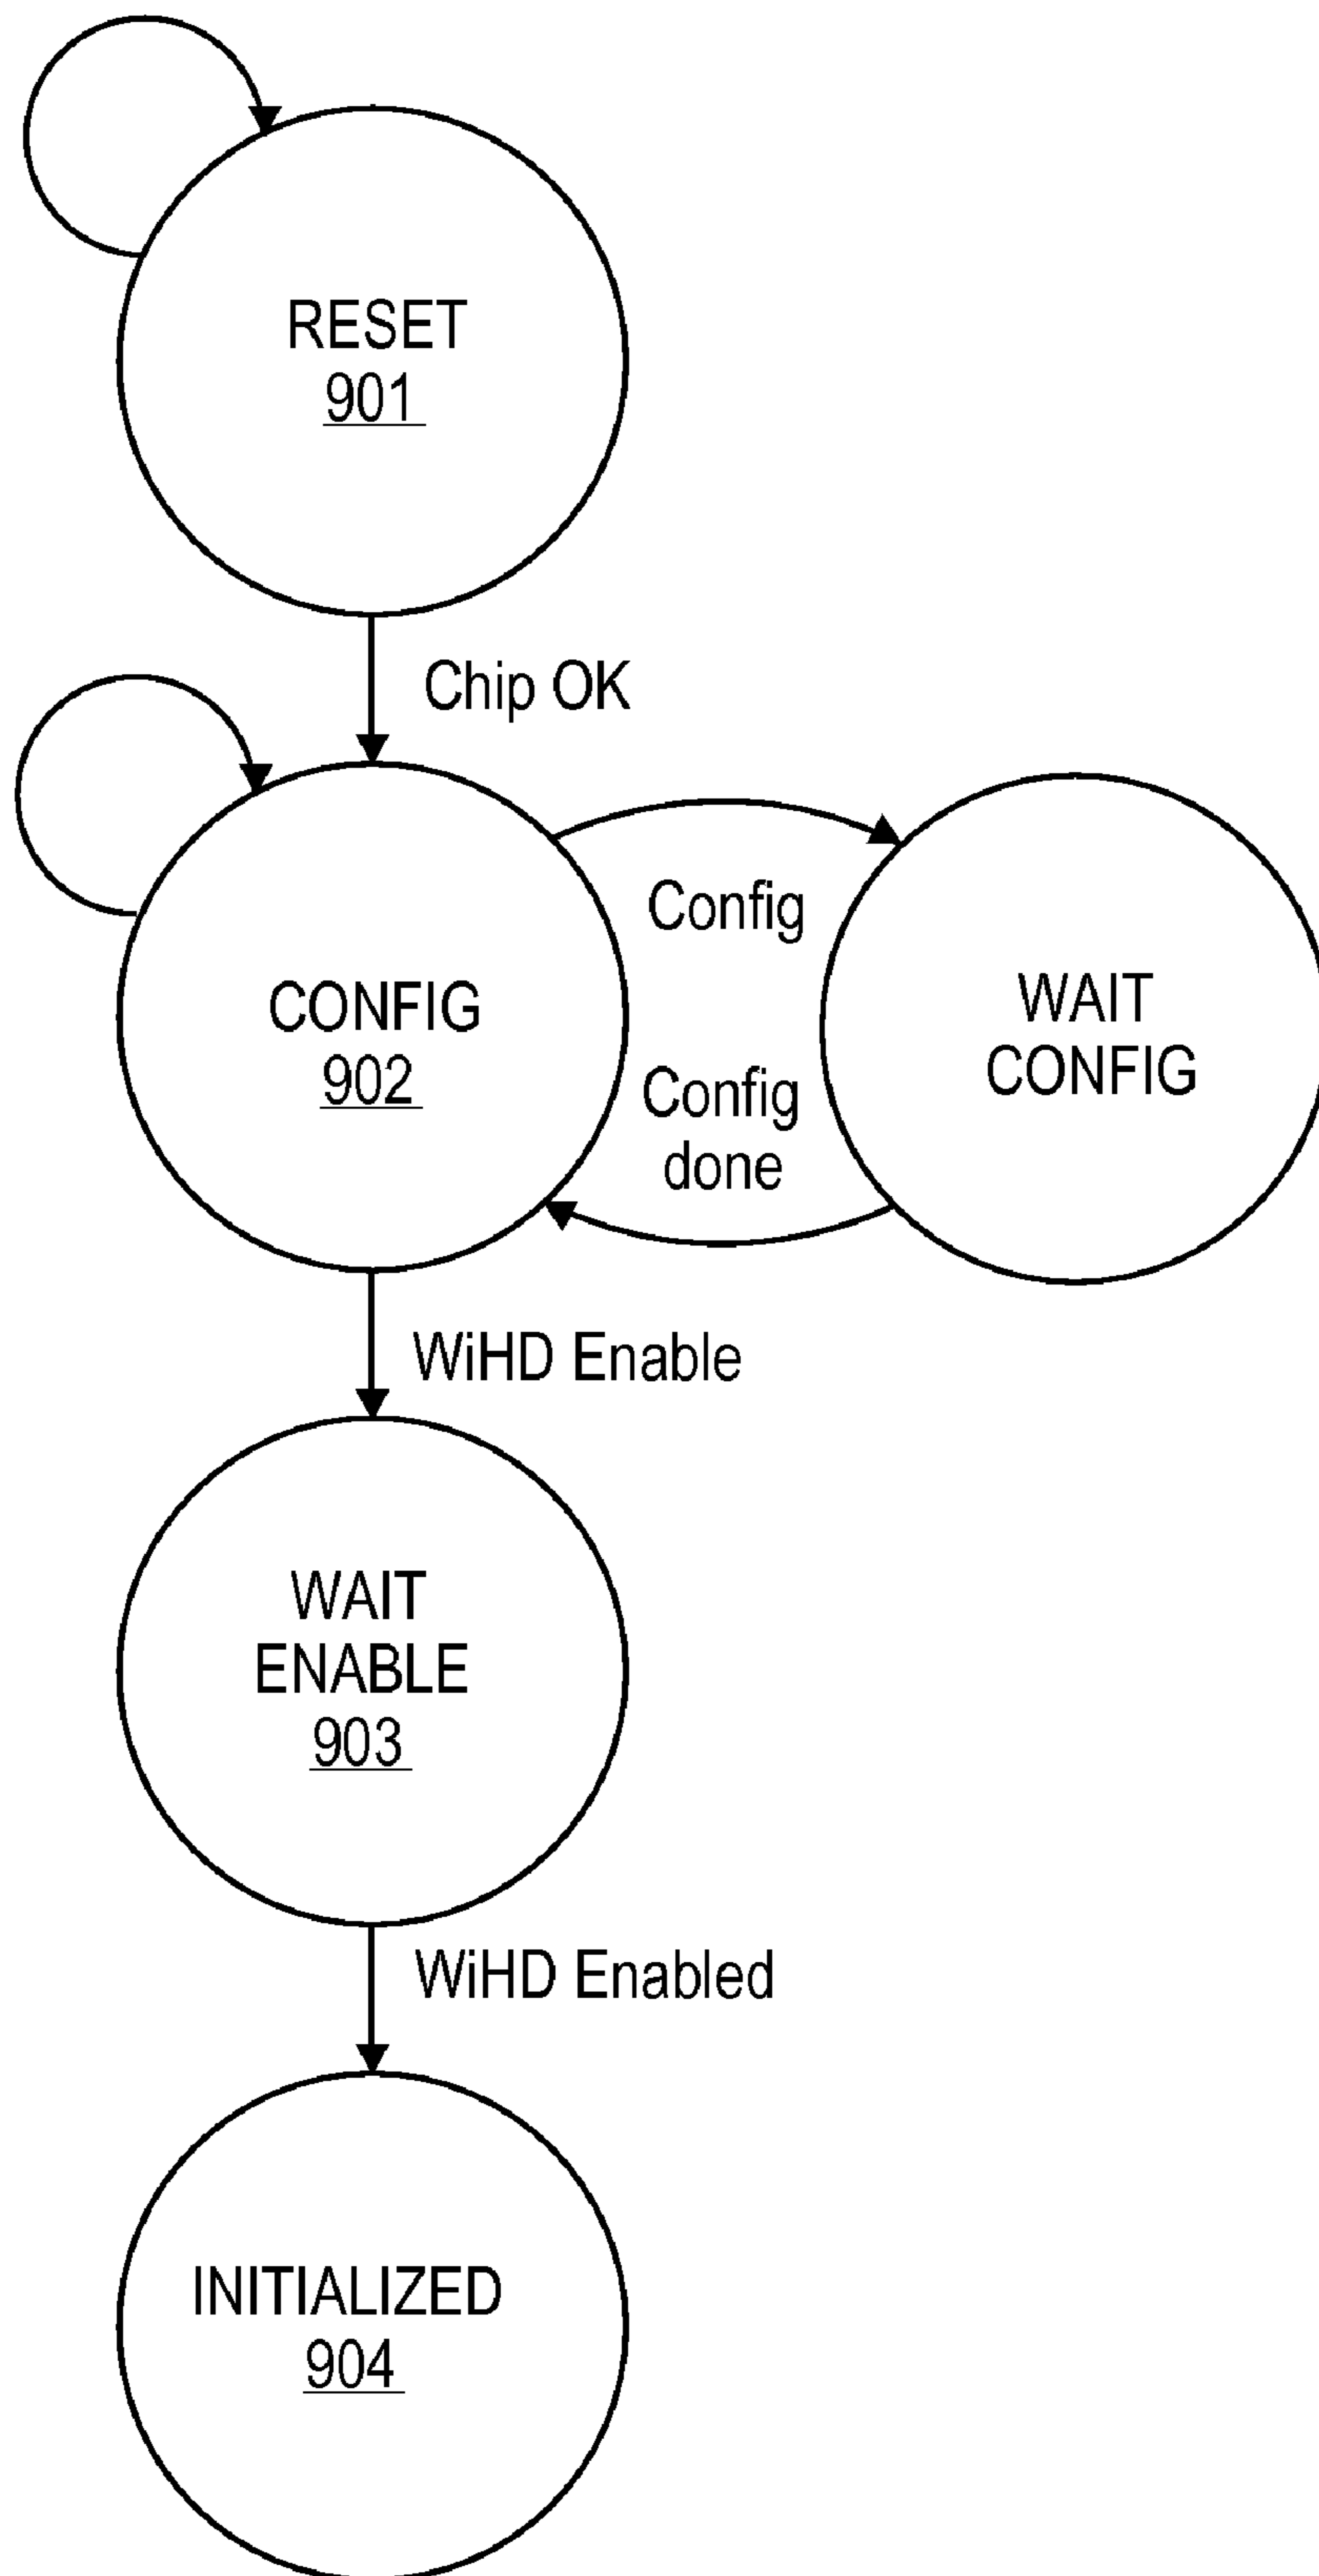 RESET
901
Chip OK
CONFIG
902
Config
Config
done
WAIT
CONFIG
WiHD Enable
WAIT
ENABLE
903
WiHD Enabled
INITIALIZED
904